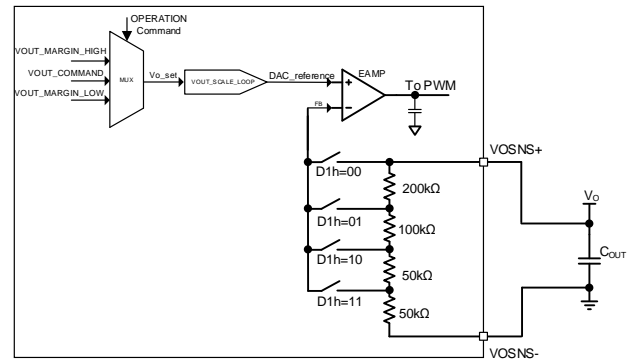 OPERATION
Command
VOUT_MARGIN_HIGH
VOUT_COMMAND
VOUT_MARGIN_LOW
MUX
Vo_set
VOUT_SCALE_LOOP
DAC_reference
EAMP
+
−
FB
To PWM
VOSNS+
D1h=00
200kΩ
D1h=01
100kΩ
D1h=10
50kΩ
D1h=11
50kΩ
VOSNS-
VO
COUT